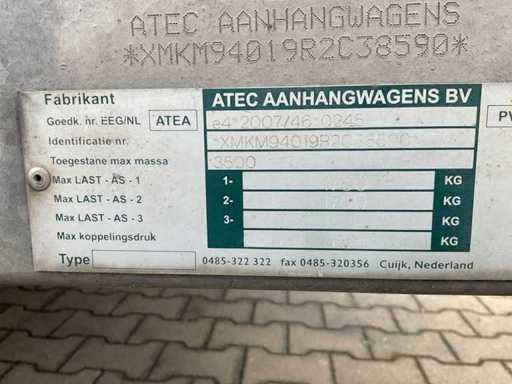 ATEC AANHANGWAGENS
*XMKM94019R2C38590*
Fabrikant ATEC AANHANGWAGENS BV
Goedk. nr. EEG/NL ATEA e4*2007/46*0245 PV
Identificatie nr. *XMKM94019R2C38590*
Toegestane max massa 3500
Max LAST - AS - 1 1- KG
Max LAST - AS - 2 2- KG
Max LAST - AS - 3 3- KG
Max koppelingsdruk KG
Type 0485-322 322 fax 0485-320356 Cuijk, Nederland